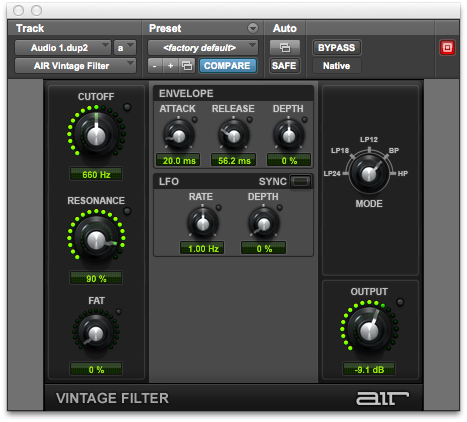 Track Preset Auto
Audio 1.dup2 a <factory default> BYPASS
AIR Vintage Filter - + COMPARE SAFE Native
CUTOFF
660 Hz
RESONANCE
90 %
FAT
0 %
ENVELOPE
ATTACK RELEASE DEPTH
20.0 ms 56.2 ms 0 %
LFO SYNC
RATE DEPTH
1.00 Hz 0 %
LP12
LP18 BP
LP24 HP
MODE
OUTPUT
-9.1 dB
VINTAGE FILTER AIR